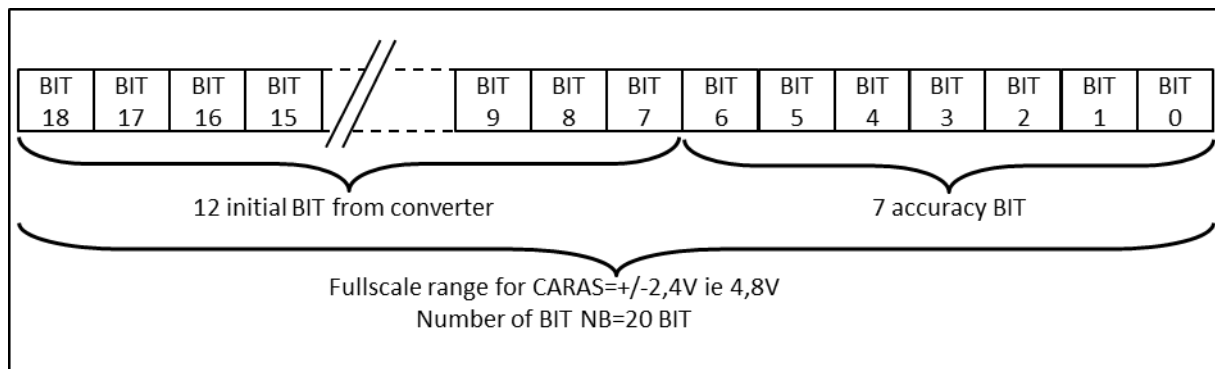 BIT BIT BIT BIT BIT BIT BIT BIT BIT BIT BIT BIT BIT BIT
18 17 16 15 9 8 7 6 5 4 3 2 1 0
12 initial BIT from converter 7 accuracy BIT
Fullscale range for CARAS=+/-2,4V ie 4,8V
Number of BIT NB=20 BIT